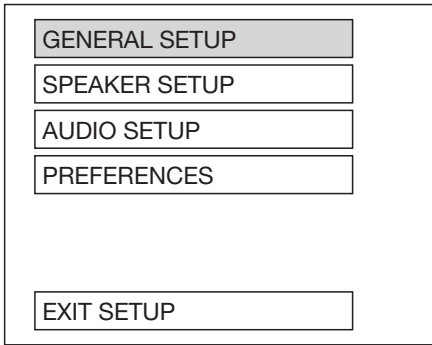 GENERAL SETUP
SPEAKER SETUP
AUDIO SETUP
PREFERENCES
EXIT SETUP